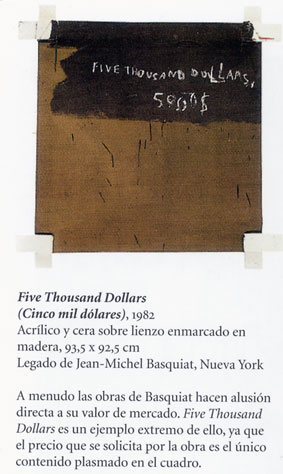 FIVE THOUSAND DOLLARS,
5000$
Five Thousand Dollars
(Cinco mil dólares), 1982
Acrílico y cera sobre lienzo enmarcado en
madera, 93,5 x 92,5 cm
Legado de Jean-Michel Basquiat, Nueva York
A menudo las obras de Basquiat hacen alusión
directa a su valor de mercado. Five Thousand
Dollars es un ejemplo extremo de ello, ya que
el precio que se solicita por la obra es el único
contenido plasmado en el cuadro.